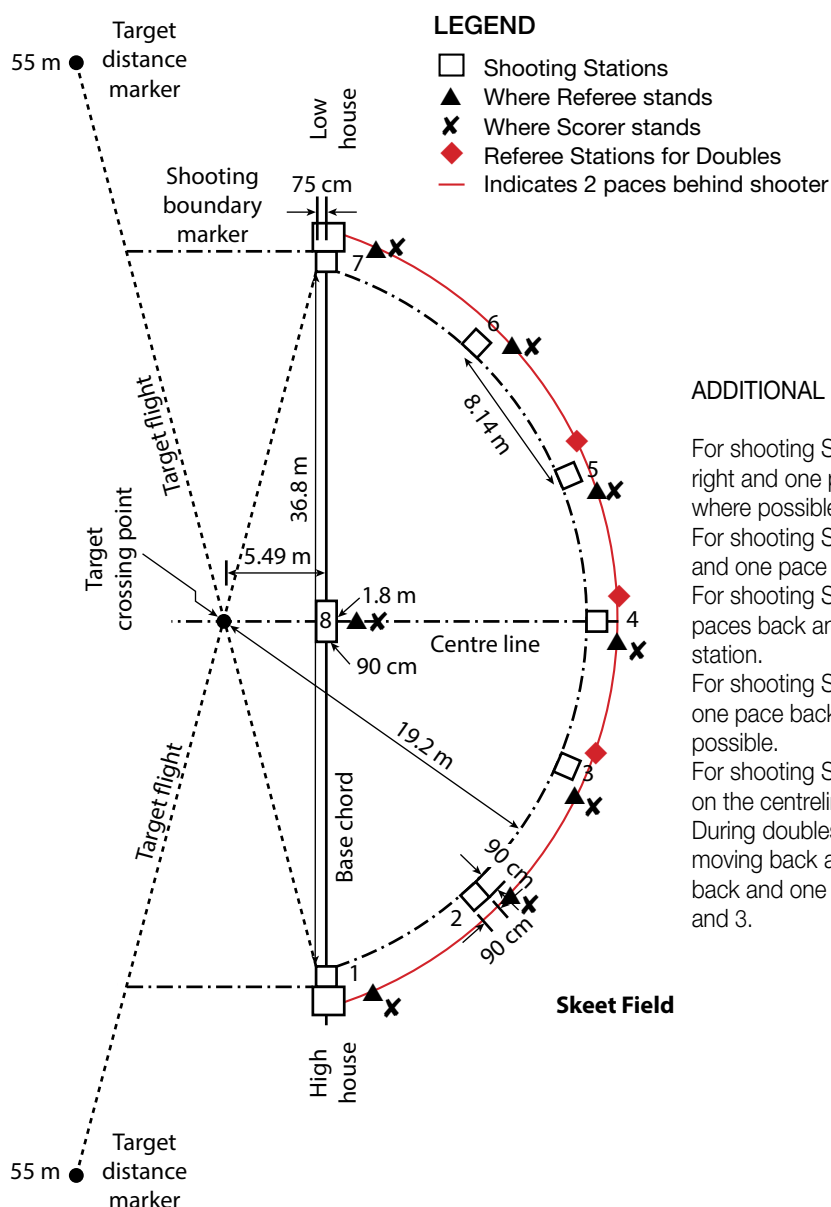 LEGEND
Shooting Stations
Where Referee stands
Where Scorer stands
Referee Stations for Doubles
Indicates 2 paces behind shooter
55 m
Target
distance
marker
Low
house
75 cm
Shooting
boundary
marker
7
6
8.14 m
5
Target flight
36.8 m
Target
crossing point
5.49 m
1.8 m
8
4
Centre line
90 cm
19.2 m
3
Target flight
Base chord
90 cm
2
90 cm
1
Skeet Field
High
house
55 m
Target
distance
marker
ADDITIONAL
For shooting S
right and one p
where possible
For shooting S
and one pace
For shooting S
paces back an
station.
For shooting S
one pace back
possible.
For shooting S
on the centreli
During doubles
moving back a
back and one
and 3.